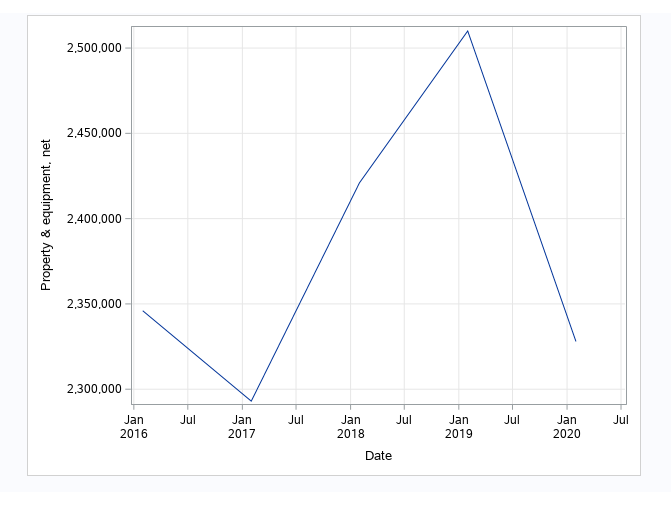 2,500,000
2,450,000
2,400,000
2,350,000
2,300,000
Property & equipment, net
Jan Jul Jan Jul Jan Jul Jan Jul Jan Jul
2016 2017 2018 2019 2020
Date